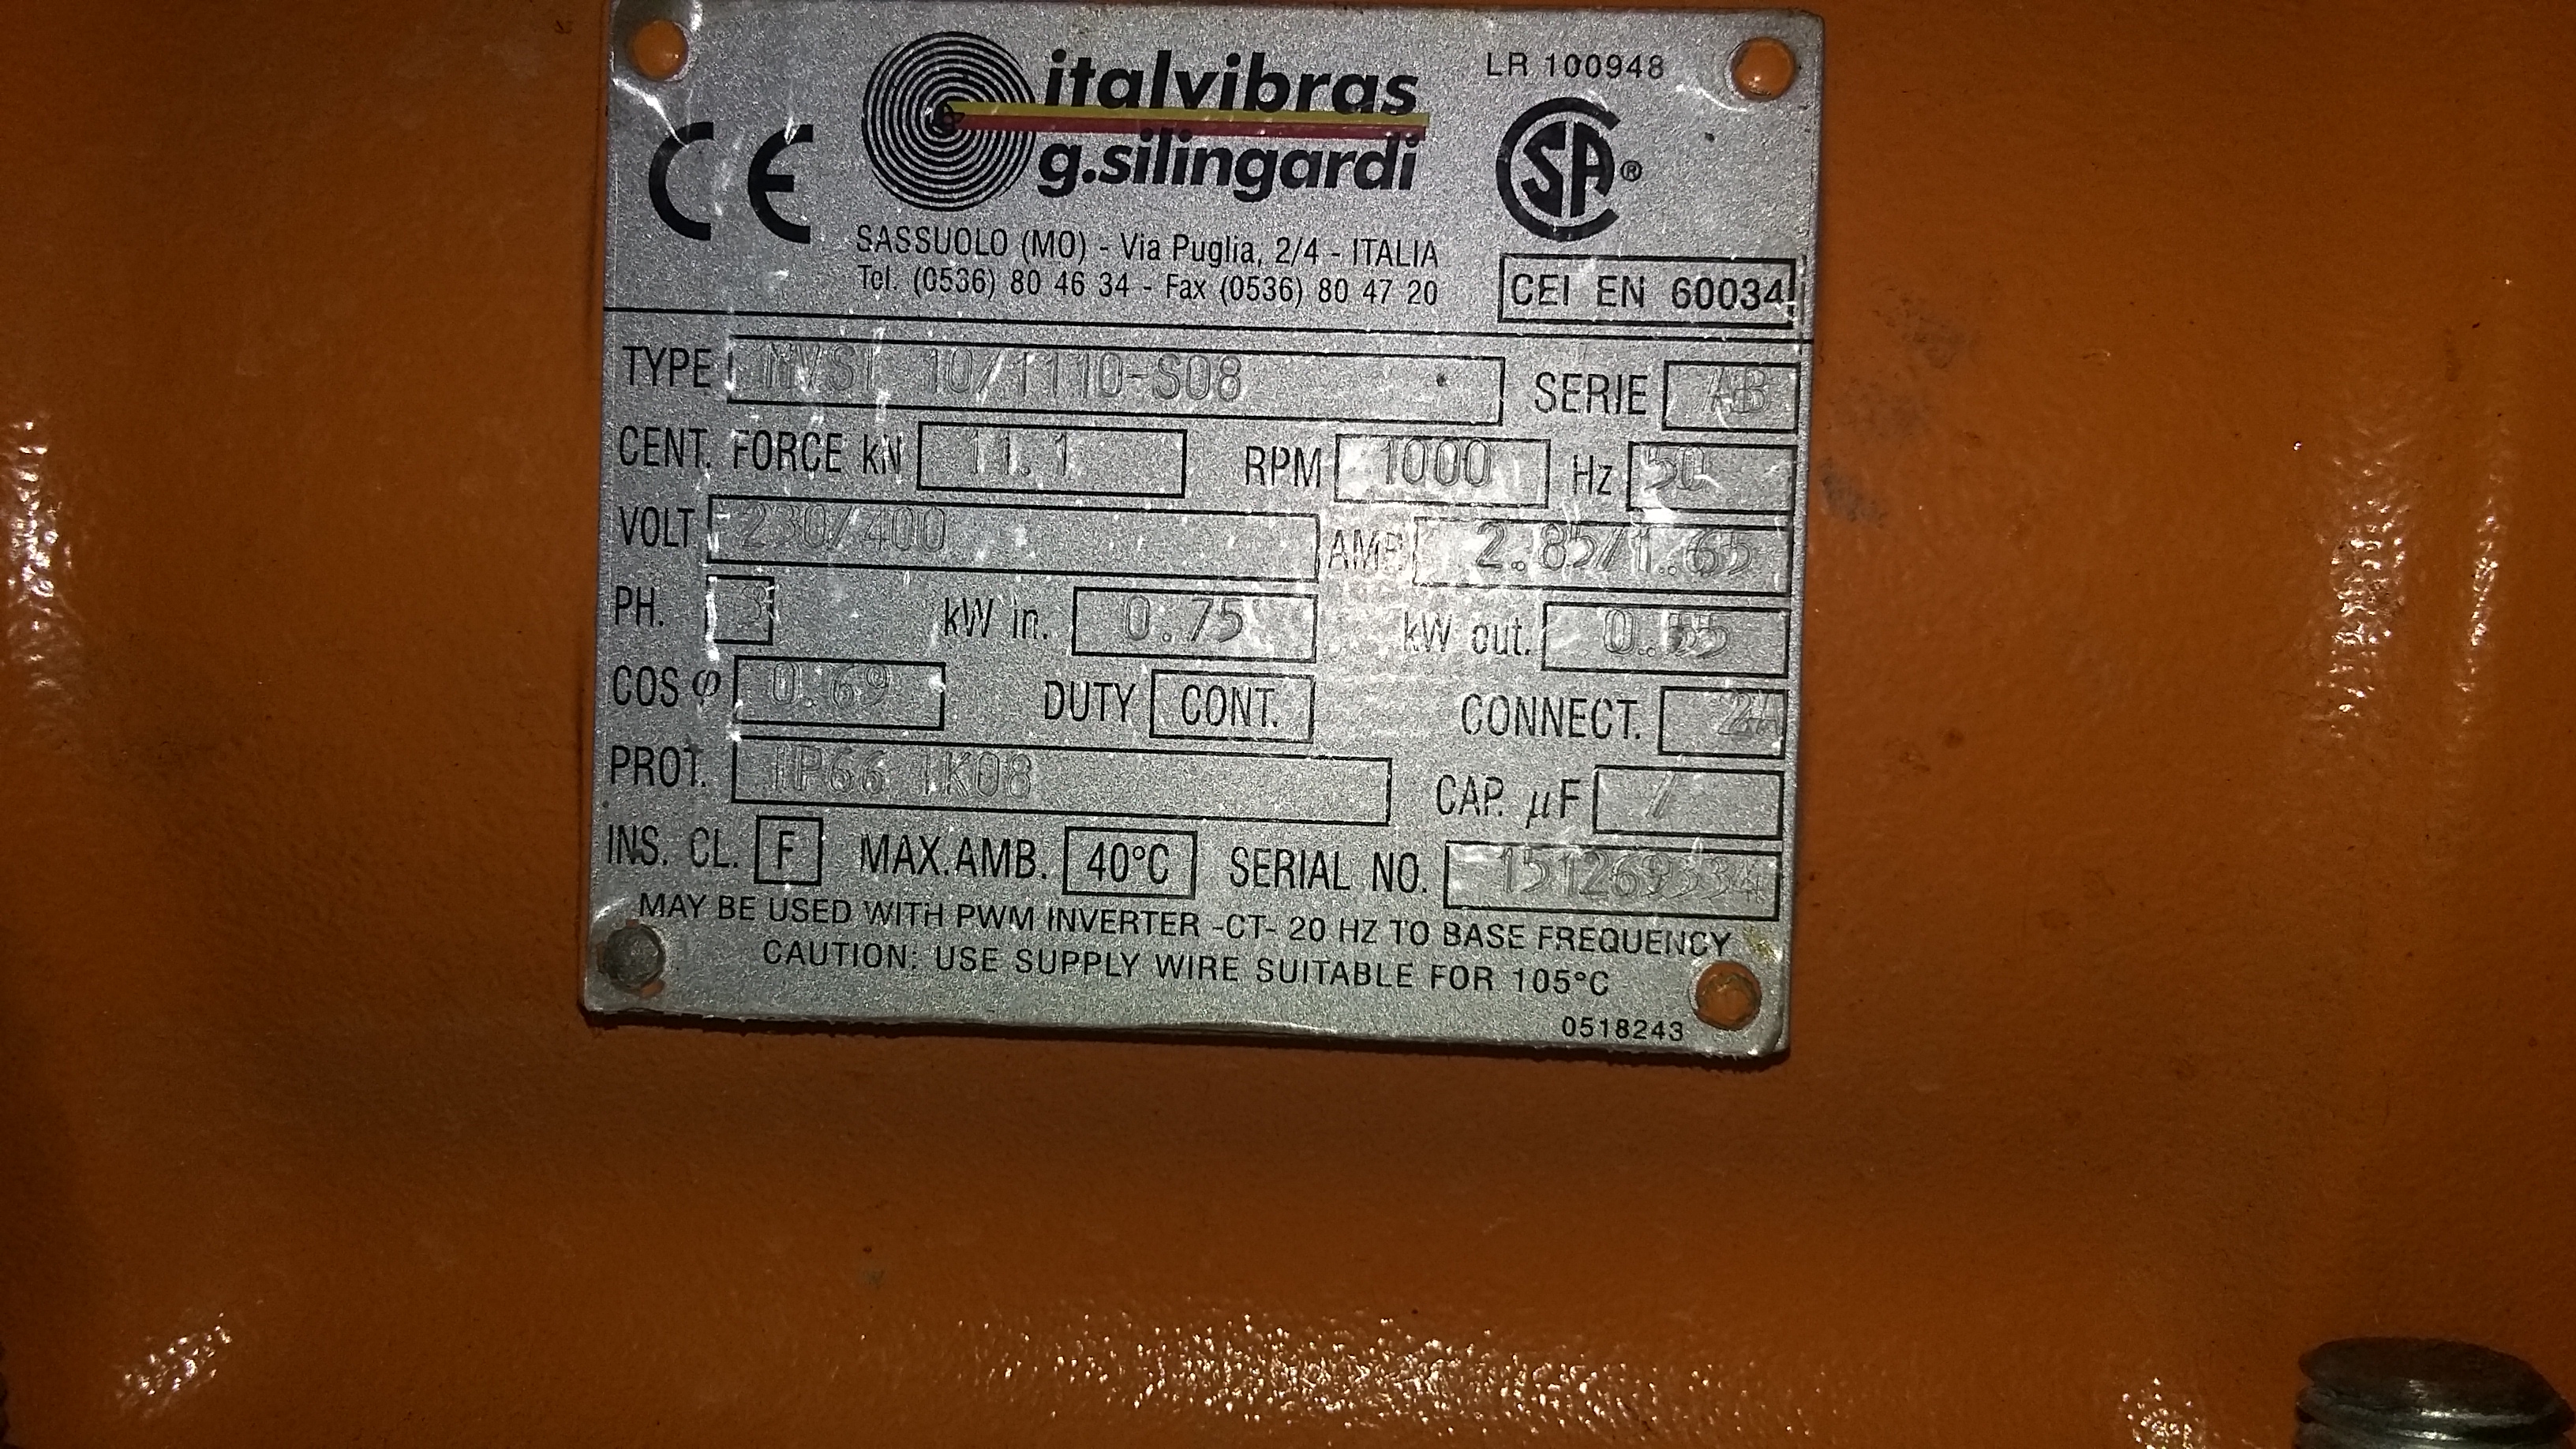 italvibras
g.silingardi
LR 100948
CE
SA ®
SASSUOLO (MO) - Via Puglia, 2/4 - ITALIA
Tel. (0536) 80 46 34 - Fax (0536) 80 47 20
CEI EN 60034
TYPE MVSI 10/1110-S08 SERIE AB
CENT. FORCE kN 11.1 RPM 1000 Hz 50
VOLT 230/400 AMP. 2.85/1.65
PH. 3 kW in. 0.75 kW out. 0.55
COS φ 0.69 DUTY CONT. CONNECT. 2A
PROT. IP66 IK08 CAP. µF /
INS. CL. F MAX.AMB. 40°C SERIAL NO. 151269334
MAY BE USED WITH PWM INVERTER -CT- 20 HZ TO BASE FREQUENCY
CAUTION: USE SUPPLY WIRE SUITABLE FOR 105°C
0518243